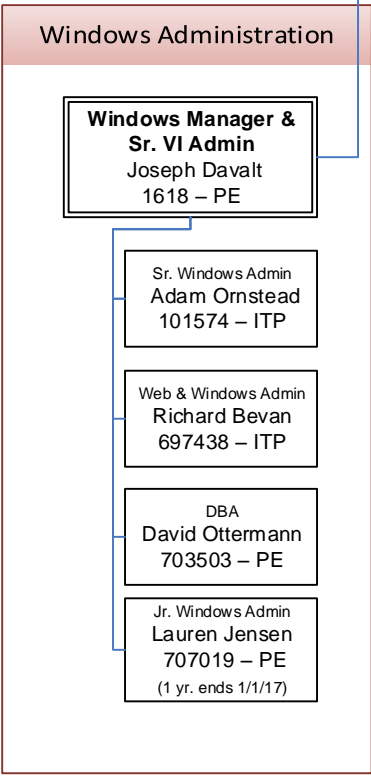 Windows Administration
Windows Manager &
Sr. VI Admin
Joseph Davalt
1618 – PE
Sr. Windows Admin
Adam Ornstead
101574 – ITP
Web & Windows Admin
Richard Bevan
697438 – ITP
DBA
David Ottermann
703503 – PE
Jr. Windows Admin
Lauren Jensen
707019 – PE
(1 yr. ends 1/1/17)